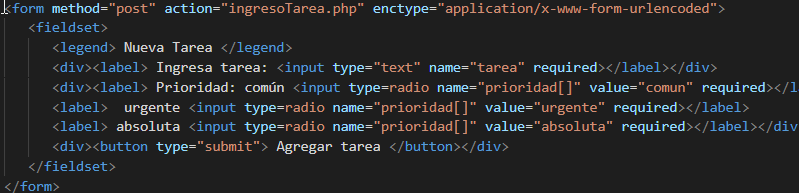 <form method="post" action="ingresoTarea.php" enctype="application/x-www-form-urlencoded">
<fieldset>
<legend> Nueva Tarea </legend>
<div><label> Ingresa tarea: <input type="text" name="tarea" required></label></div>
<div><label> Prioridad: común <input type=radio name="prioridad[]" value="comun" required></l
<label>  urgente <input type=radio name="prioridad[]" value="urgente" required></label>
<label> absoluta <input type=radio name="prioridad[]" value="absoluta" required></label></div
<div><button type="submit"> Agregar tarea </button></div>
</fieldset>
</form>